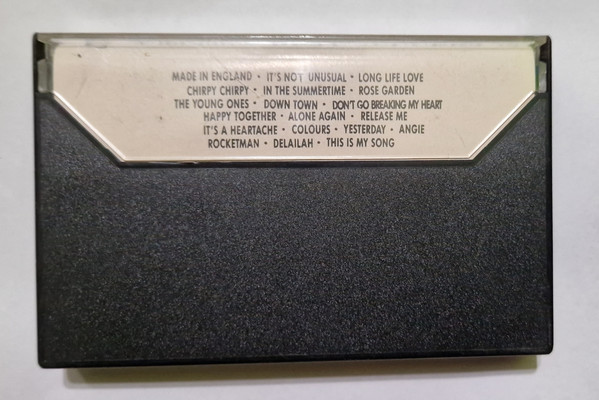 MADE IN ENGLAND • IT'S NOT UNUSUAL • LONG LIFE LOVE
CHIRPY CHIRPY • IN THE SUMMERTIME • ROSE GARDEN
THE YOUNG ONES • DOWN TOWN • DON'T GO BREAKING MY HEART
HAPPY TOGETHER • ALONE AGAIN • RELEASE ME
IT'S A HEARTACHE • COLOURS • YESTERDAY • ANGIE
ROCKETMAN • DELAILAH • THIS IS MY SONG